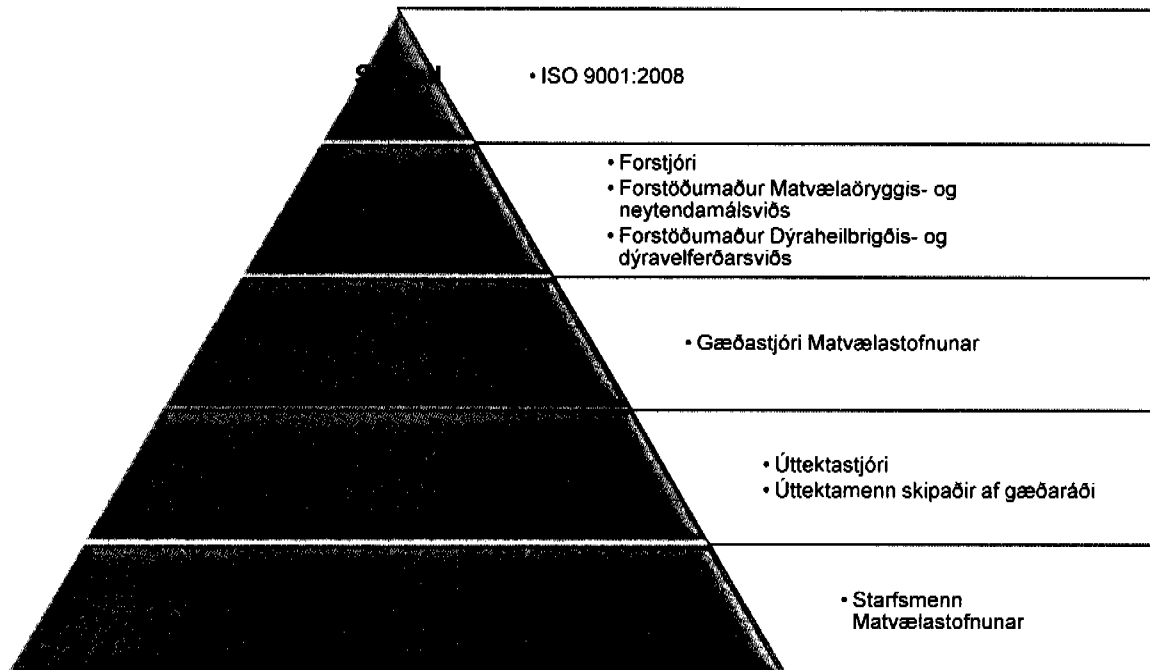 • ISO 9001:2008
• Forstjóri
• Forstöðumaður Matvælaöryggis- og
neytendamálsviðs
• Forstöðumaður Dýraheilbrigðis- og
dýravelferðarsviðs
• Gæðastjóri Matvælastofnunar
• Úttektastjóri
• Úttektamenn skipaðir af gæðaráði
• Starfsmenn
Matvælastofnunar